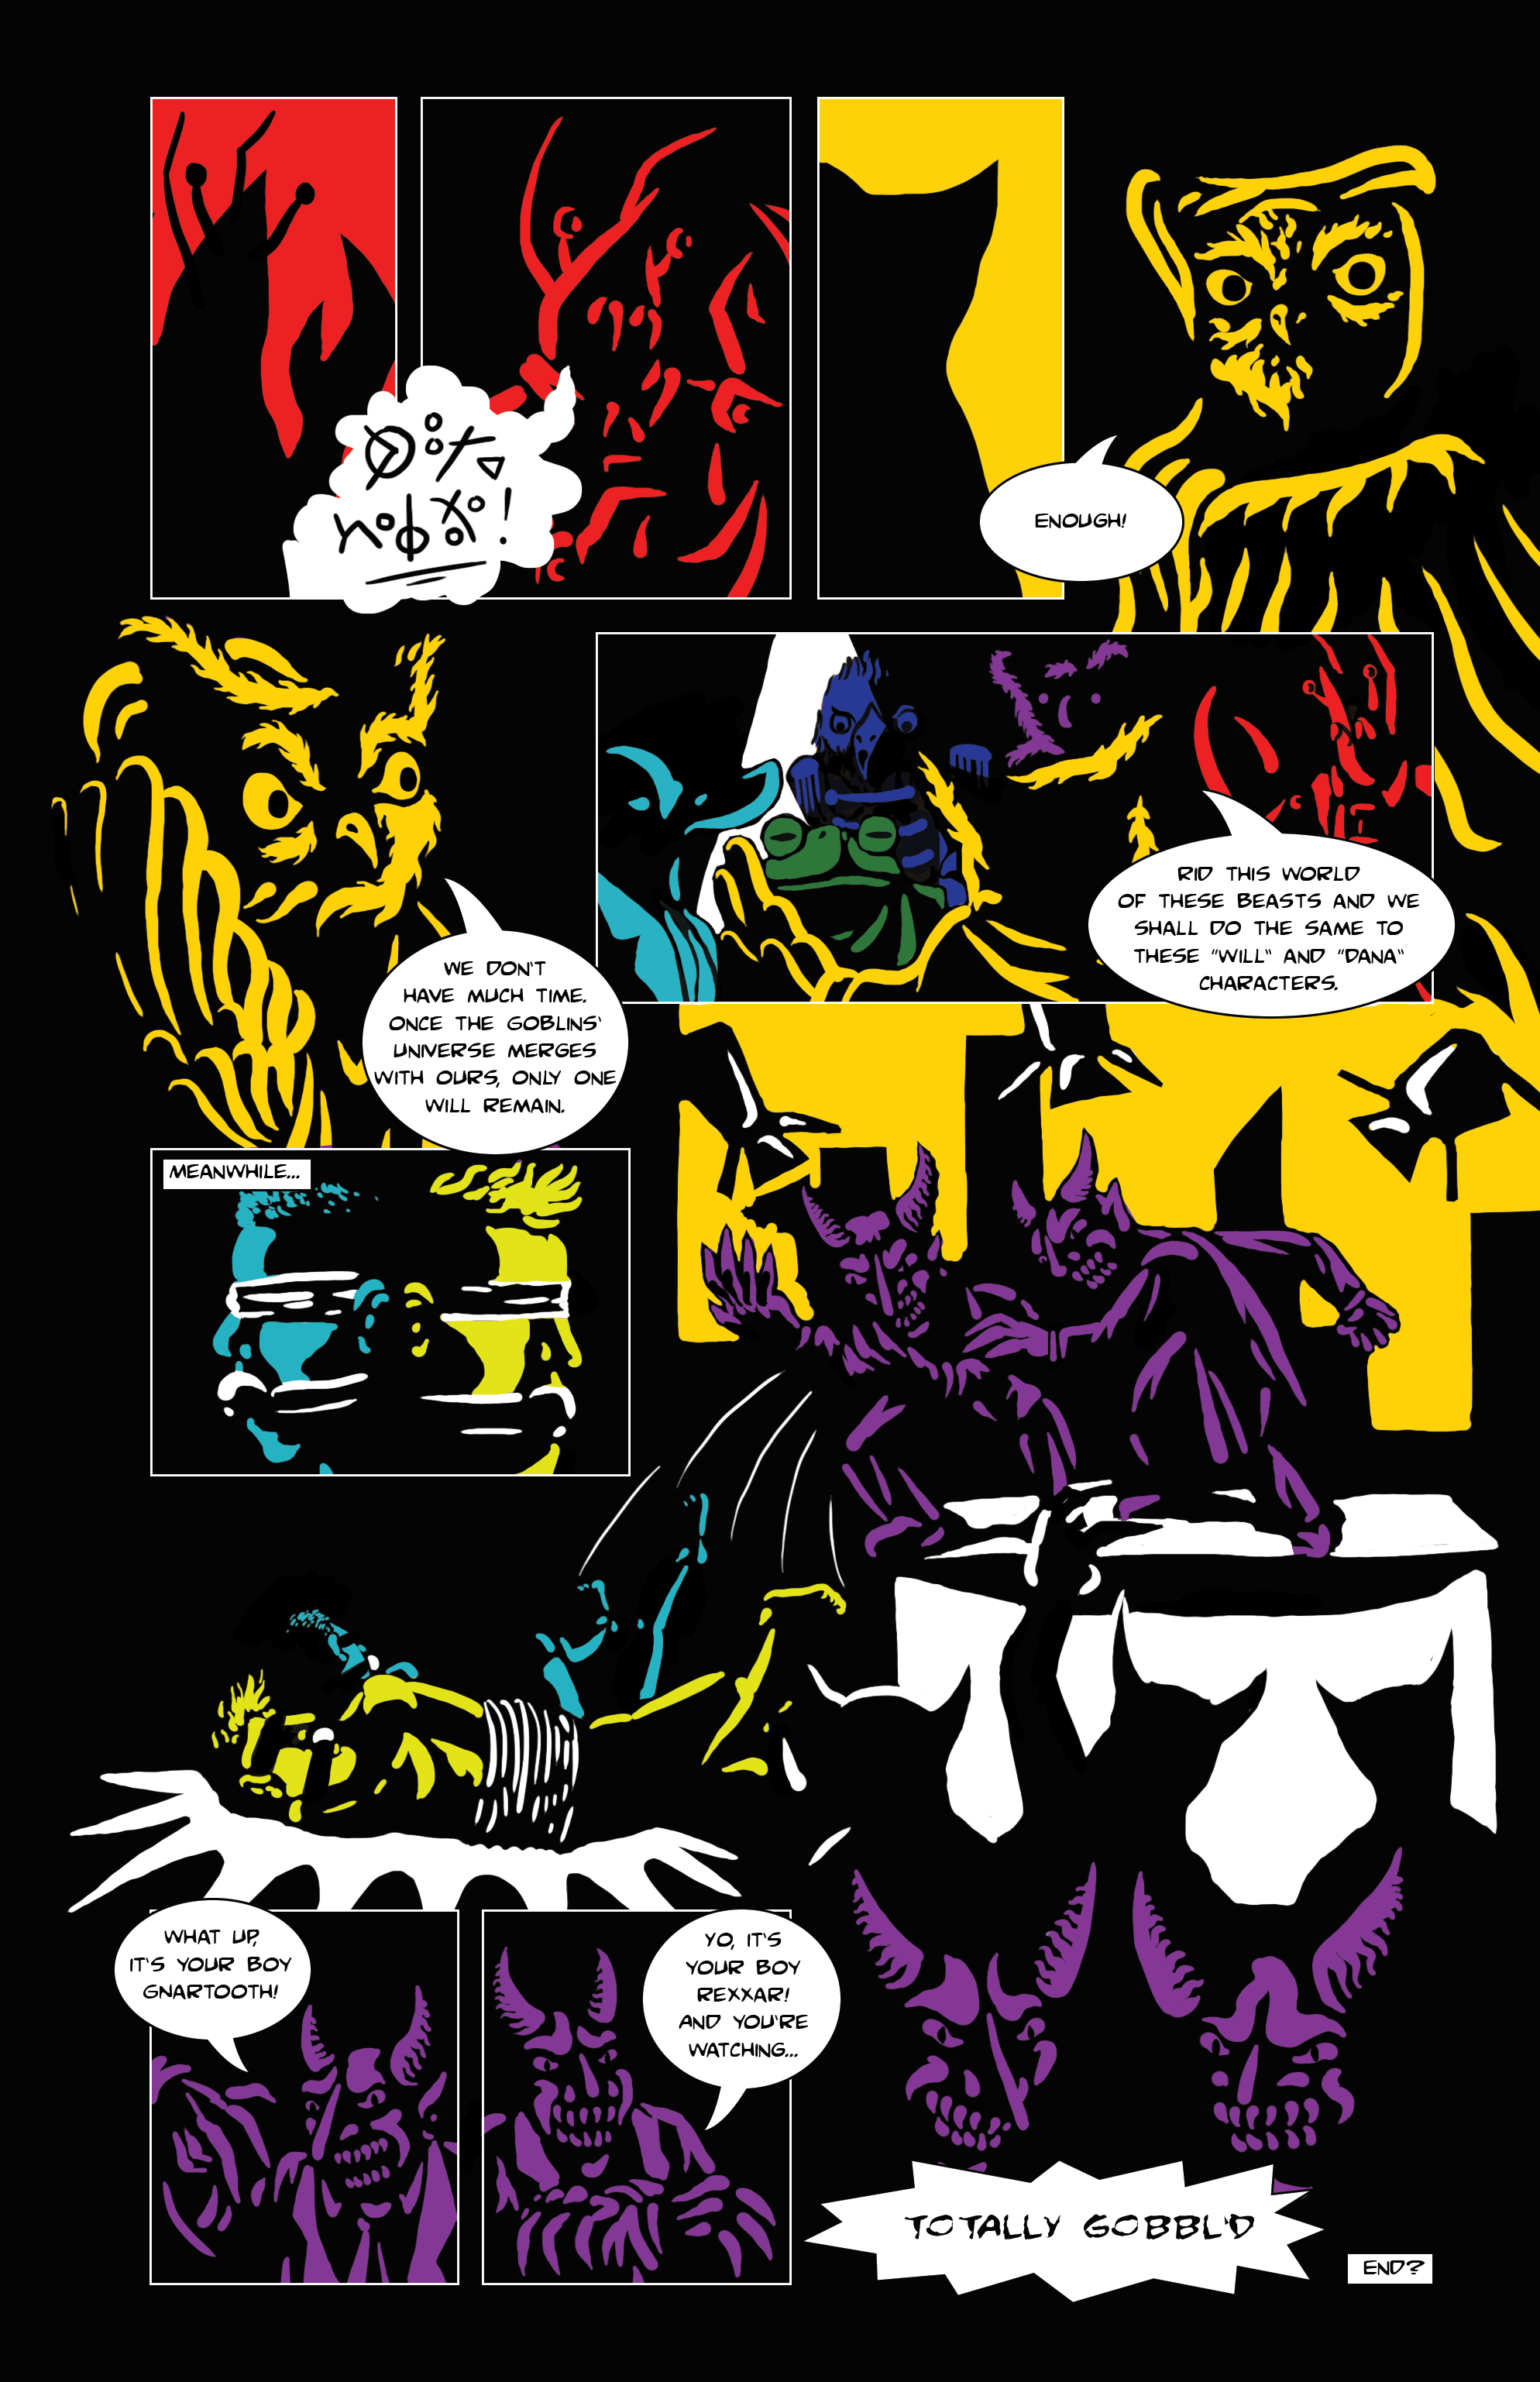 ENOUGH!
WE DON'T
HAVE MUCH TIME.
ONCE THE GOBLINS'
UNIVERSE MERGES
WITH OURS, ONLY ONE
WILL REMAIN.
RID THIS WORLD
OF THESE BEASTS AND WE
SHALL DO THE SAME TO
THESE "WILL" AND "DANA"
CHARACTERS.
MEANWHILE...
WHAT UP,
IT'S YOUR BOY
GNARTOOTH!
YO, IT'S
YOUR BOY
REXXAR!
AND YOU'RE
WATCHING...
TOTALLY GOBBL'D
END?